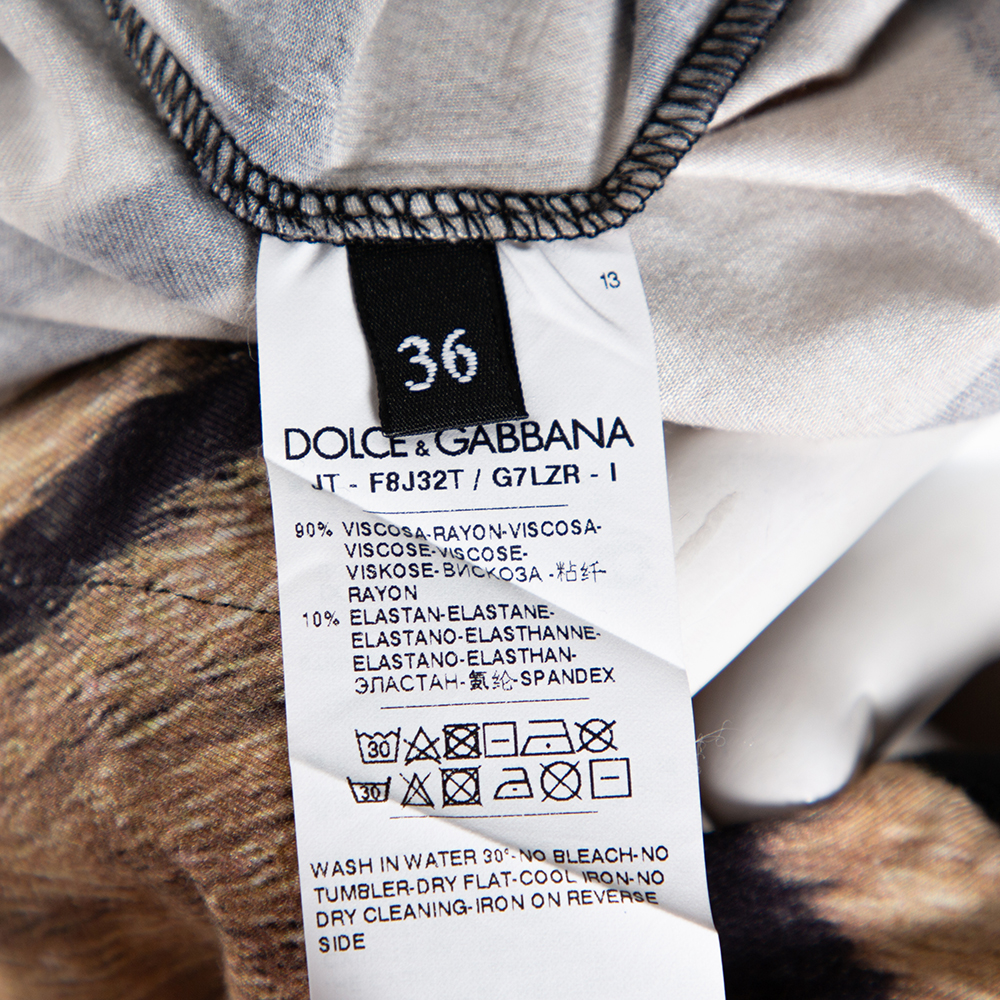 13
36
DOLCE & GABBANA
JT - F8J32T / G7LZR - I
90% VISCOSA-RAYON-VISCOSA-
VISCOSE-VISCOSE-
VISKOSE-ВИСКОЗА -粘纤-
RAYON
10% ELASTAN-ELASTANE-
ELASTANO-ELASTHANNE-
ELASTANO-ELASTHAN-
ЭЛАСТАН-氨纶-SPANDEX
30
30
WASH IN WATER 30°-NO BLEACH-NO
TUMBLER-DRY FLAT-COOL IRON-NO
DRY CLEANING-IRON ON REVERSE
SIDE